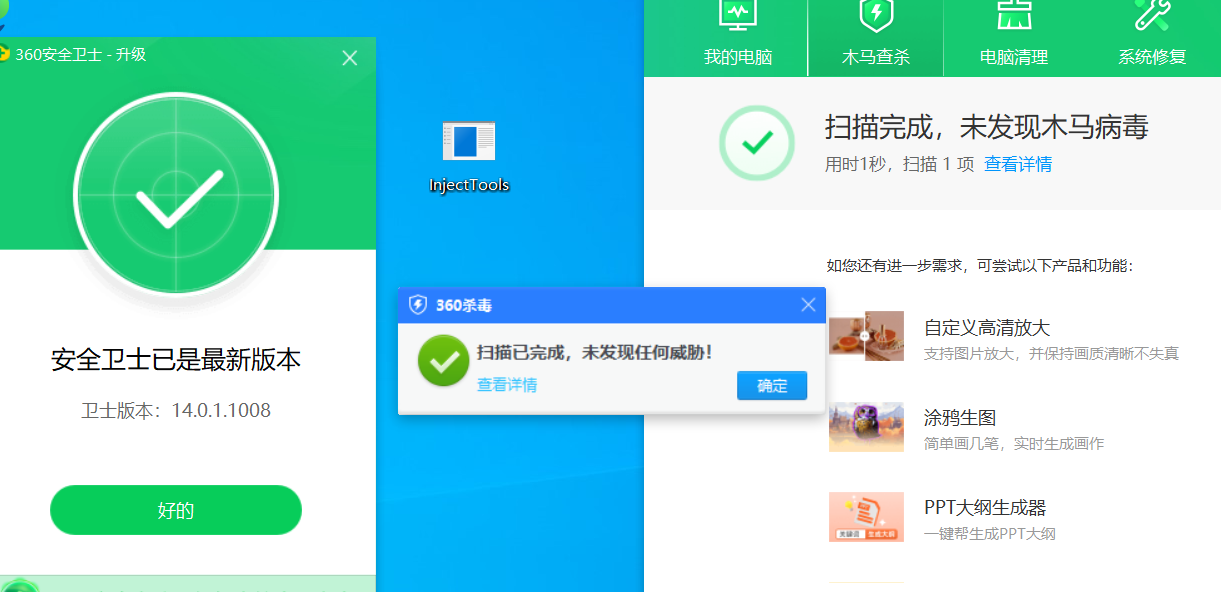 360安全卫士 - 升级
安全卫士已是最新版本
卫士版本：14.0.1.1008
好的
InjectTools
360杀毒
扫描已完成，未发现任何威胁！
查看详情
确定
我的电脑
木马查杀
电脑清理
系统修复
扫描完成，未发现木马病毒
用时1秒，扫描 1 项 查看详情
如您还有进一步需求，可尝试以下产品和功能：
自定义高清放大
支持图片放大，并保持画质清晰不失真
涂鸦生图
简单画几笔，实时生成画作
PPT大纲生成器
一键帮生成PPT大纲